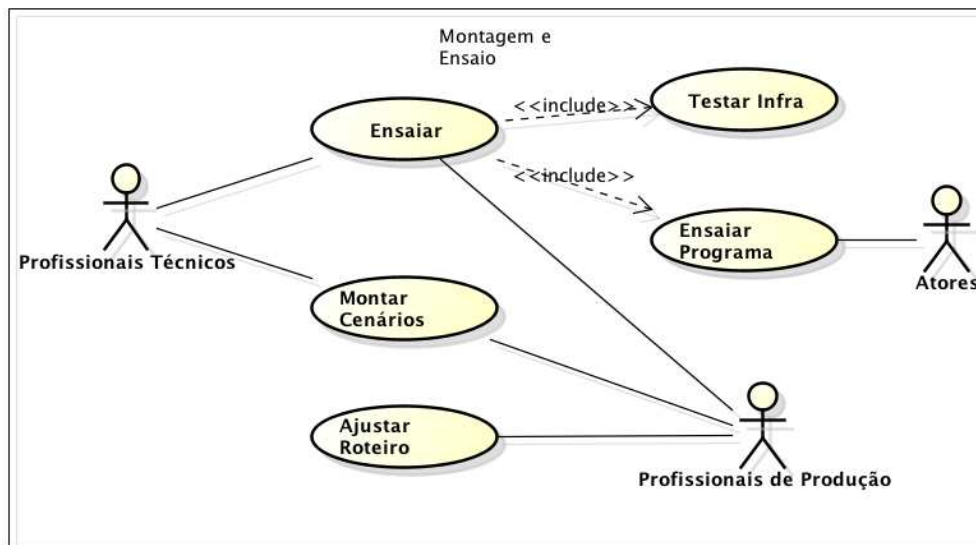 Montagem e
Ensaio
Ensaiar
<<include>>
Testar Infra
<<include>>
Ensaiar
Programa
Profissionais Técnicos
Atores
Montar
Cenários
Ajustar
Roteiro
Profissionais de Produção